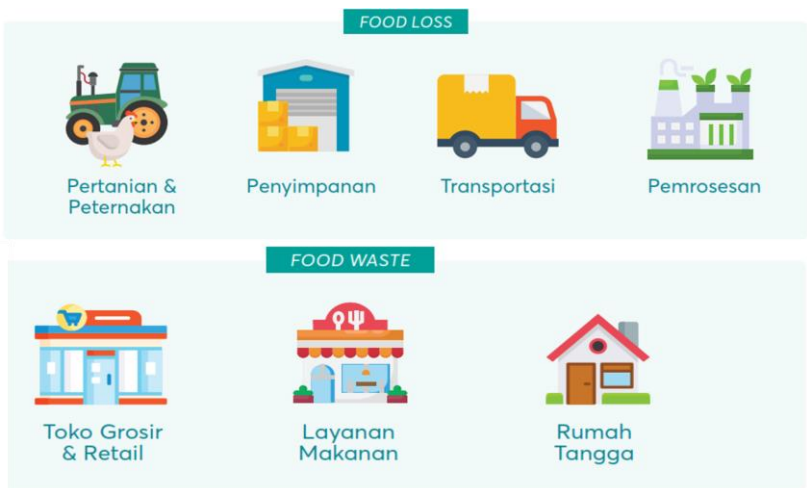 FOOD LOSS
Pertanian &
Peternakan
Penyimpanan
Transportasi
Pemrosesan
FOOD WASTE
Toko Grosir
& Retail
Layanan
Makanan
Rumah
Tangga